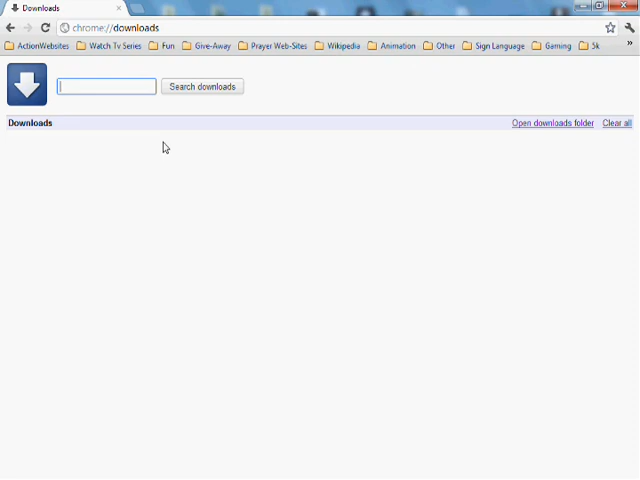 Downloads
chrome://downloads
ActionWebsites Watch Tv Series Fun Give-Away Prayer Web-Sites Wikipedia Animation Other Sign Language Gaming 5k »
Search downloads
Downloads Open downloads folder Clear all